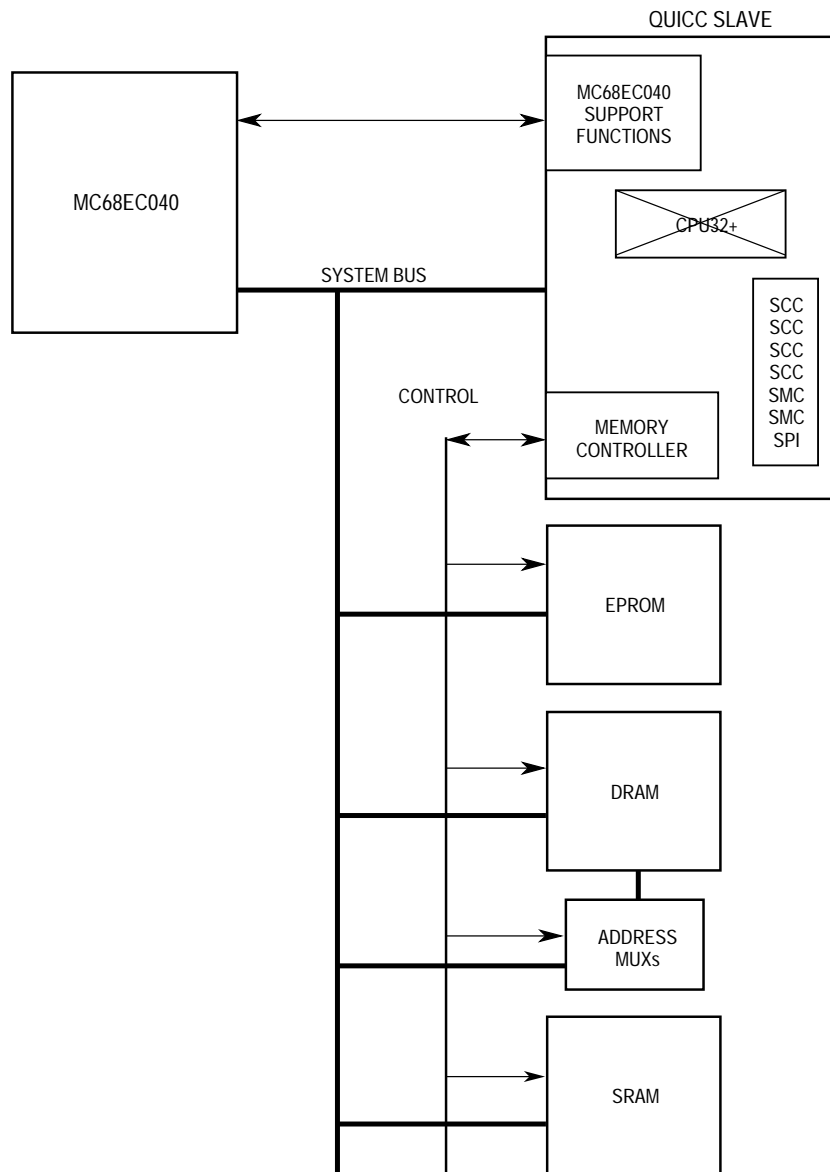 QUICC SLAVE
MC68EC040
SUPPORT
FUNCTIONS
MC68EC040
CPU32+
SYSTEM BUS
SCC
SCC
SCC
SCC
SMC
SMC
SPI
CONTROL
MEMORY
CONTROLLER
EPROM
DRAM
ADDRESS
MUXs
SRAM